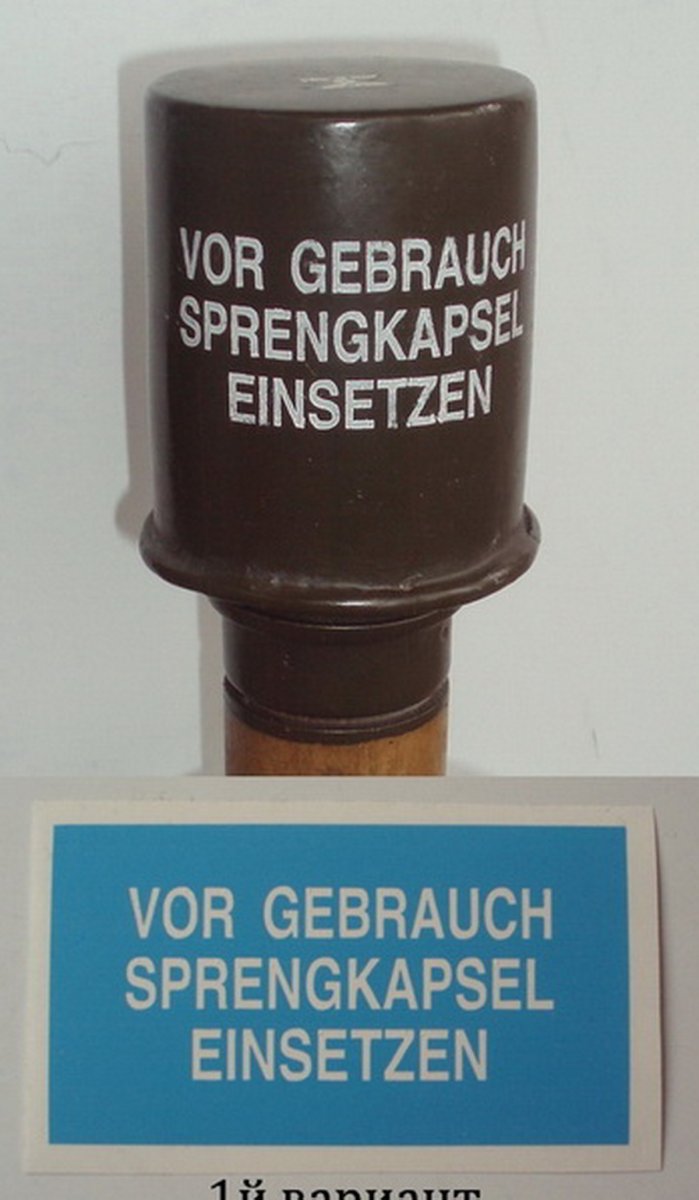 VOR GEBRAUCH
SPRENGKAPSEL
EINSETZEN
VOR GEBRAUCH
SPRENGKAPSEL
EINSETZEN
1й вариант